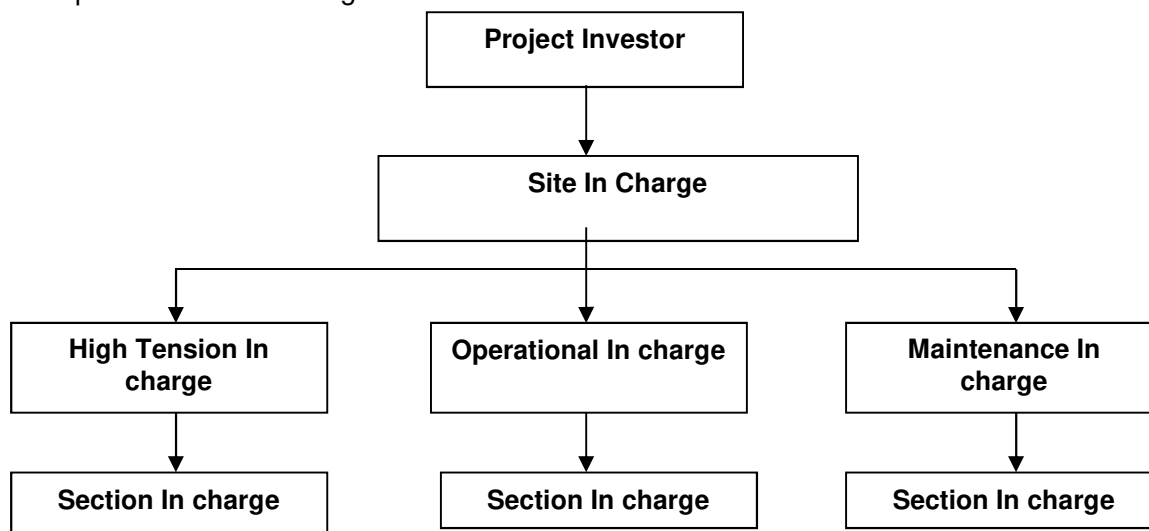 Project Investor
Site In Charge
High Tension In
charge
Operational In charge
Maintenance In
charge
Section In charge
Section In charge
Section In charge